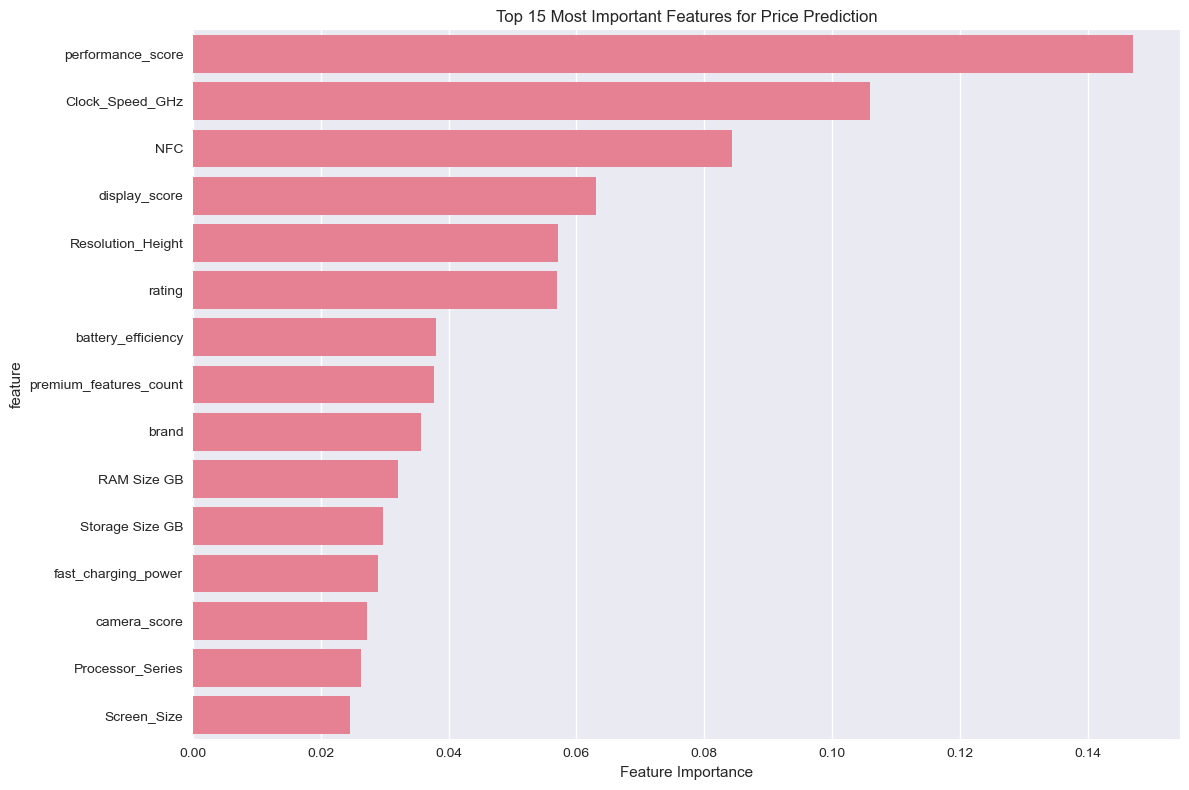 Top 15 Most Important Features for Price Prediction
performance_score
Clock_Speed_GHz
NFC
display_score
Resolution_Height
rating
battery_efficiency
premium_features_count
brand
RAM Size GB
Storage Size GB
fast_charging_power
camera_score
Processor_Series
Screen_Size
feature
0.00 0.02 0.04 0.06 0.08 0.10 0.12 0.14
Feature Importance